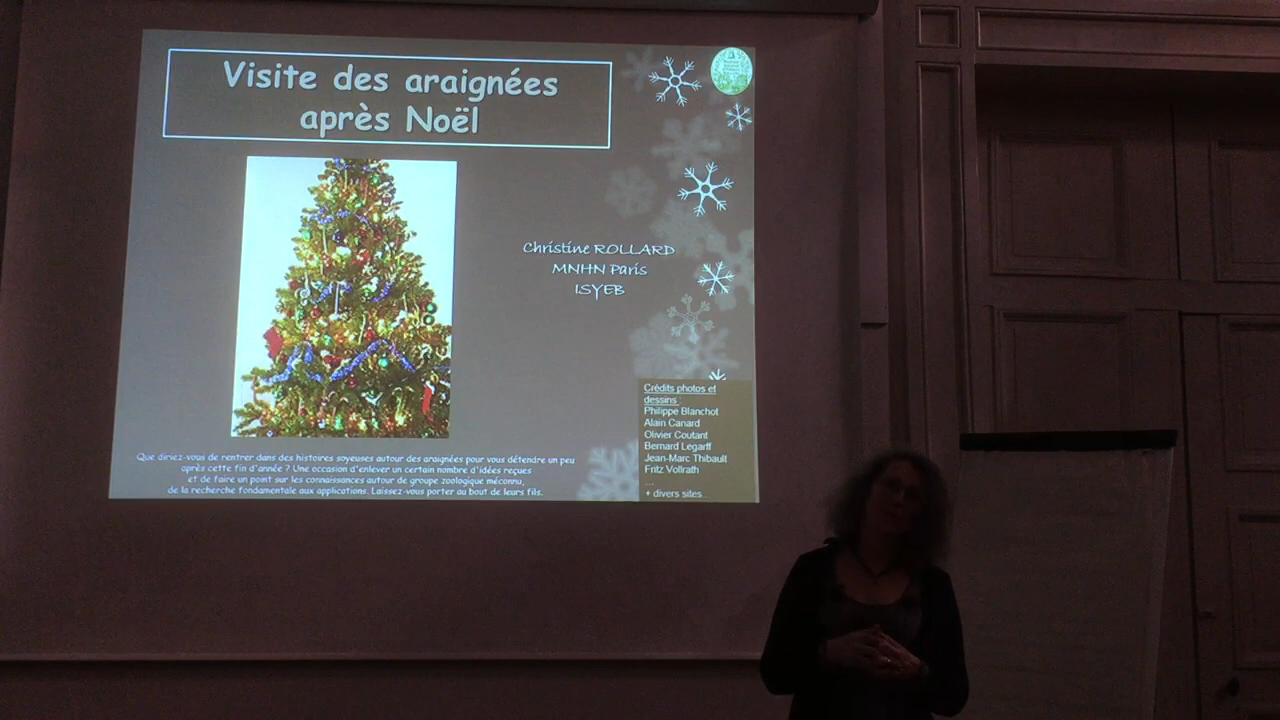 Visite des araignées
après Noël
Christine ROLLARD
MNHN Paris
ISYEB
Crédits photos et
dessins :
Philippe Blanchot
Alain Canard
Olivier Coutant
Bernard Legarff
Jean-Marc Thibault
Fritz Vollrath
...
+ divers sites...
Que diriez-vous de rentrer dans des histoires soyeuses autour des araignées pour vous détendre un peu
après cette fin d'année ? Une occasion d'enlever un certain nombre d'idées reçues
et de faire un point sur les connaissances autour de groupe zoologique méconnu,
de la recherche fondamentale aux applications. Laissez-vous porter au bout de leurs fils.